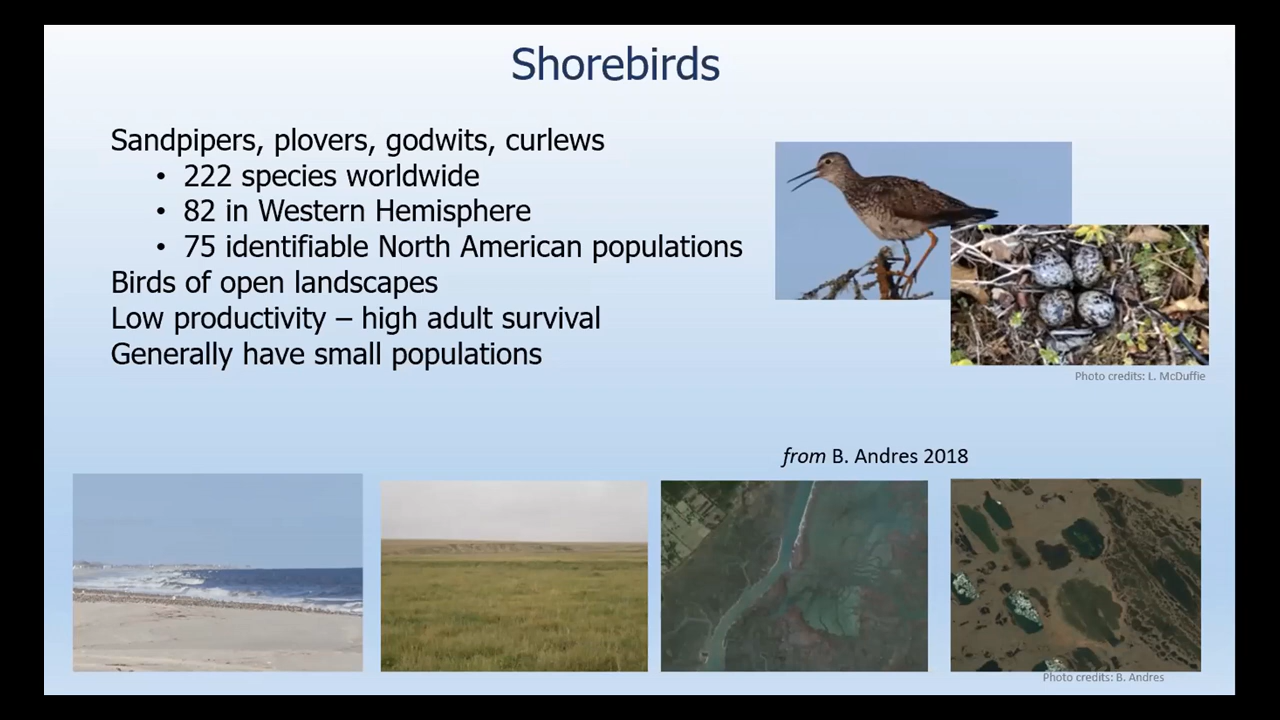 Shorebirds
Sandpipers, plovers, godwits, curlews
• 222 species worldwide
• 82 in Western Hemisphere
• 75 identifiable North American populations
Birds of open landscapes
Low productivity – high adult survival
Generally have small populations
Photo credits: L. McDuffie
from B. Andres 2018
Photo credits: B. Andres